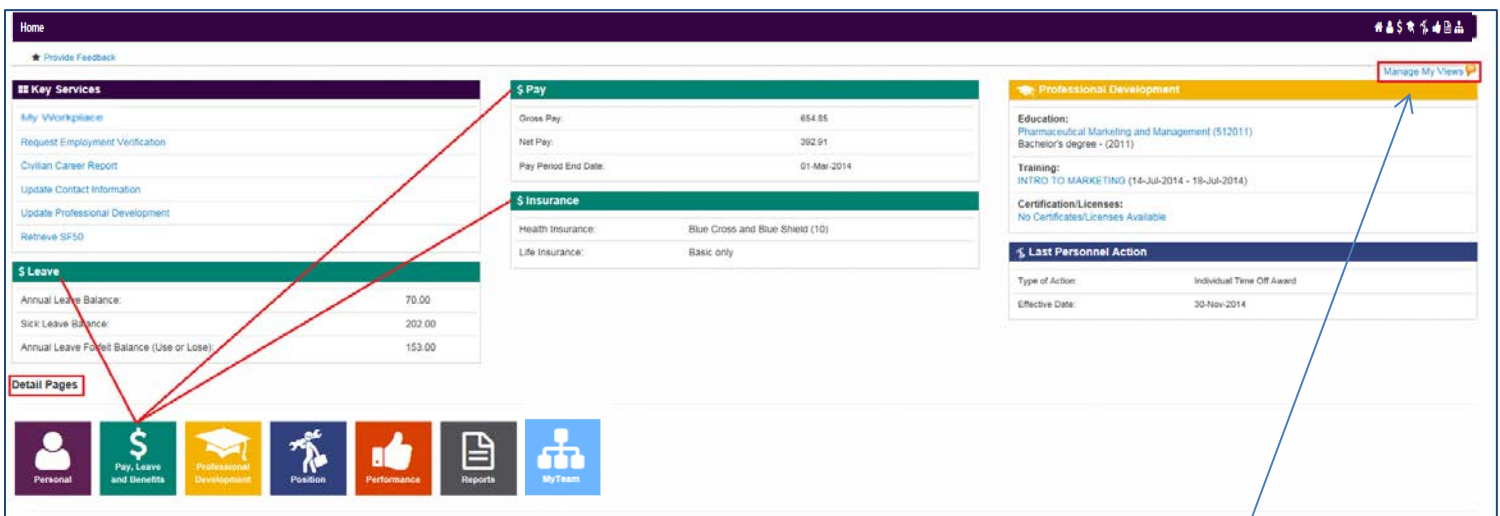 Home
Provide Feedback
Manage My Views
Key Services
My Workplace
Request Employment Verification
Civilian Career Report
Update Contact Information
Update Professional Development
Retrieve SF50
$ Leave
Annual Leave Balance: 70.00
Sick Leave Balance: 202.00
Annual Leave Forfeit Balance (Use or Lose): 153.00
$ Pay
Gross Pay: 654.85
Net Pay: 392.91
Pay Period End Date: 01-Mar-2014
$ Insurance
Health Insurance: Blue Cross and Blue Shield (10)
Life Insurance: Basic only
Professional Development
Education:
Pharmaceutical Marketing and Management (512011)
Bachelor's degree - (2011)
Training:
INTRO TO MARKETING (14-Jul-2014 - 18-Jul-2014)
Certification/Licenses:
No Certificates/Licenses Available
Last Personnel Action
Type of Action: Individual Time Off Award
Effective Date: 30-Nov-2014
Detail Pages
Personal
$
Pay, Leave
and Benefits
Professional
Development
Position
Performance
Reports
MyTeam